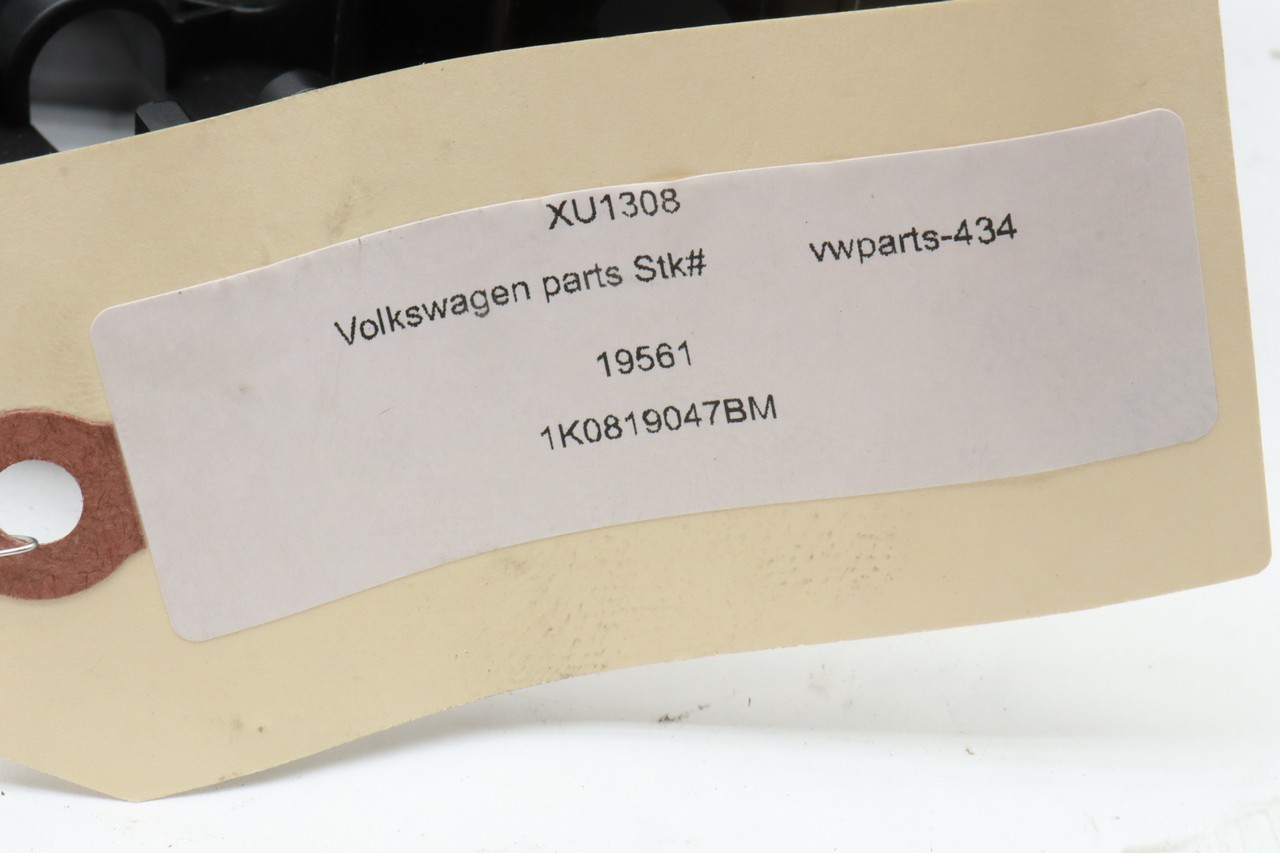 XU1308
Volkswagen parts Stk# vwparts-434
19561
1K0819047BM